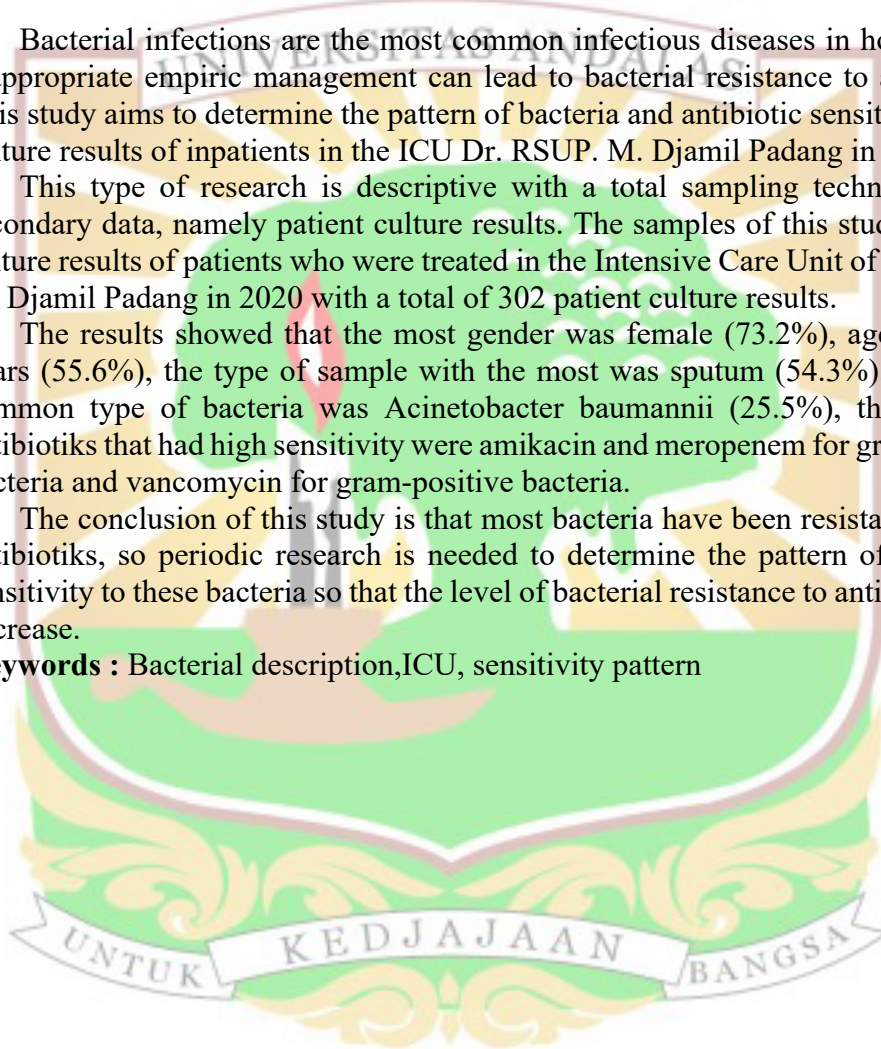 Bacterial infections are the most common infectious diseases in
UNIVERSITAS ANDALAS
appropriate empiric management can lead to bacterial resistance to
is study aims to determine the pattern of bacteria and antibiotic
ture results of inpatients in the ICU Dr. RSUP. M. Djamil Padang in
This type of research is descriptive with a total sampling
condary data, namely patient culture results. The samples of this
ture results of patients who were treated in the Intensive Care Unit of
Djamil Padang in 2020 with a total of 302 patient culture results.
The results showed that the most gender was female (73.2%),
ars (55.6%), the type of sample with the most was sputum (54.3%)
mmon type of bacteria was Acinetobacter baumannii (25.5%),
tibiotiks that had high sensitivity were amikacin and meropenem for
cteria and vancomycin for gram-positive bacteria.
The conclusion of this study is that most bacteria have been
tibiotiks, so periodic research is needed to determine the pattern of
nsitivity to these bacteria so that the level of bacterial resistance to
crease.
eywords : Bacterial description,ICU, sensitivity pattern
UNTUK KEDJAJAAN BANGSA